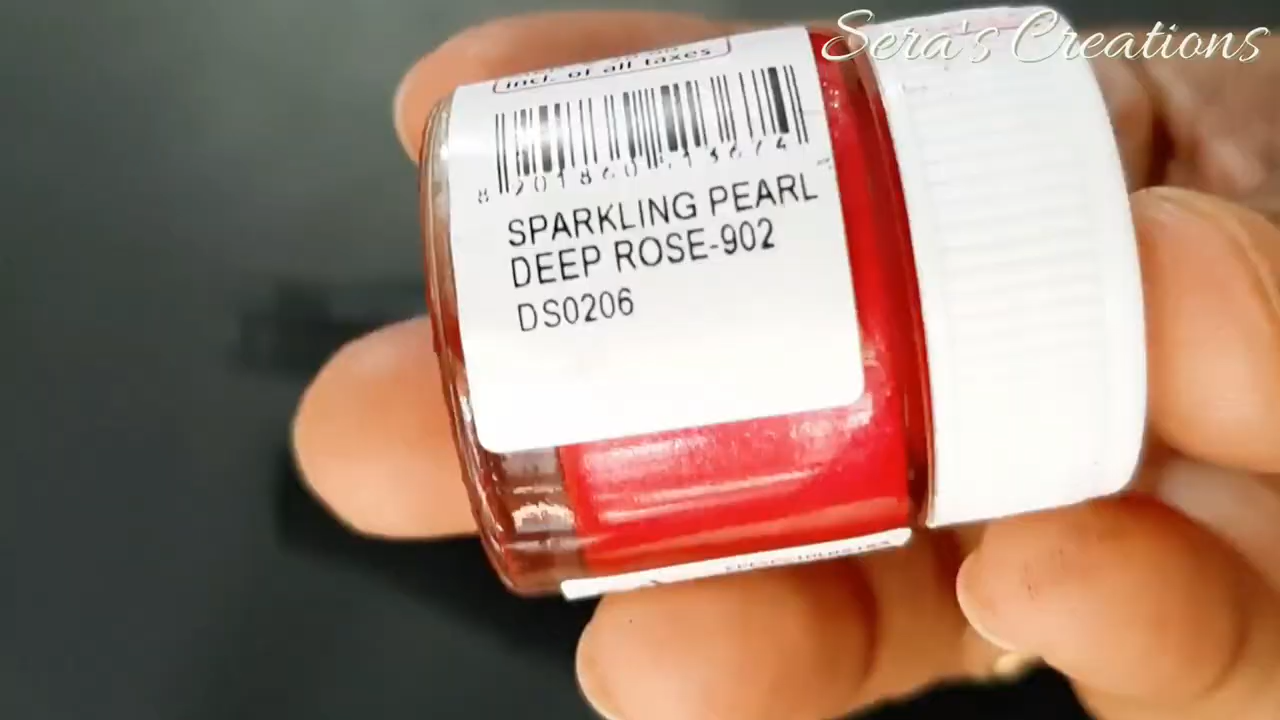 Sera's Creations
incl. of all taxes
SPARKLING PEARL
DEEP ROSE-902
DS0206